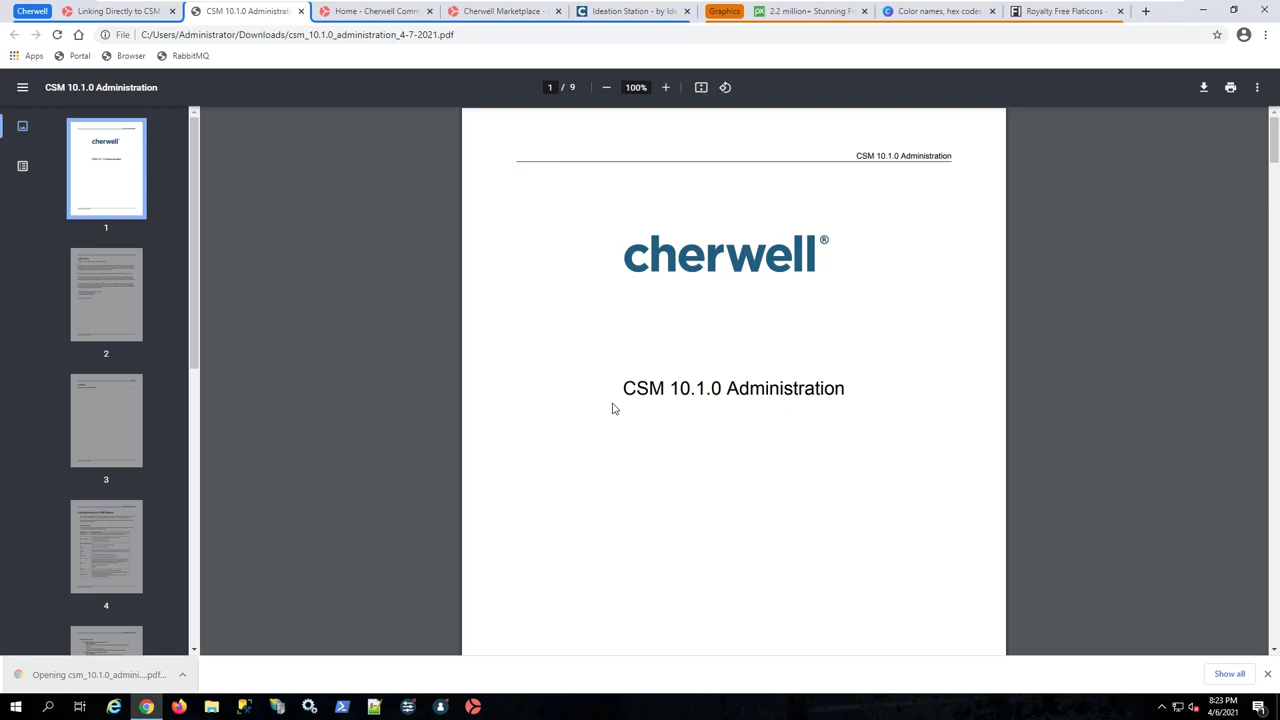 Cherwell
Linking Directly to CSM
CSM 10.1.0 Administrati
Home - Cherwell Comm
Cherwell Marketplace -
Ideation Station - by Ide
Graphics
2.2 million+ Stunning F
Color names, hex codes
Royalty Free Flaticons -
File
C:/Users/Administrator/Downloads/csm_10.1.0_administration_4-7-2021.pdf
Apps
Portal
Browser
RabbitMQ
CSM 10.1.0 Administration
1 / 9
100%
CSM 10.1.0 Administration
cherwell®
CSM 10.1.0 Administration
cherwell
1
2
3
4
Opening csm_10.1.0_admini....pdf...
Show all
8:23 PM
4/6/2021